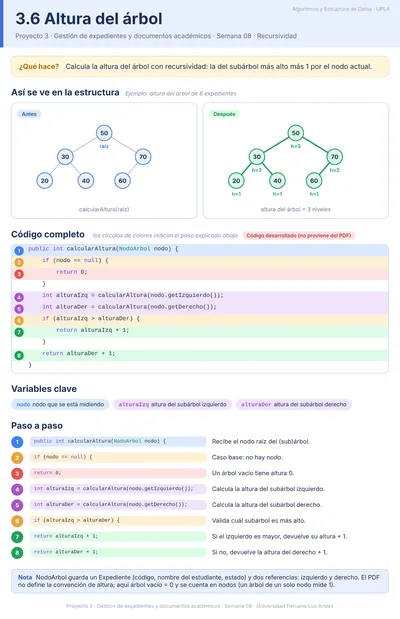 Algoritmos y Estructura de Datos · UPLA
3.6 Altura del árbol
Proyecto 3 · Gestión de expedientes y documentos académicos · Semana 08 · Recursividad
¿Qué hace? Calcula la altura del árbol con recursividad: la del subárbol más alto más 1 por el nodo actual.
Así se ve en la estructura Ejemplo: altura del árbol de 6 expedientes
Antes
50
raíz
30 70
20 40 60
calcularAltura(raiz)
Después
50
h=3
30 70
h=2 h=2
20 40 60
h=1 h=1 h=1
altura del árbol = 3 niveles
Código completo los círculos de colores indican el paso explicado abajo Código desarrollado (no proviene del PDF)
1 public int calcularAltura(NodoArbol nodo) {
2 if (nodo == null) {
3 return 0;
}
4 int alturaIzq = calcularAltura(nodo.getIzquierdo());
5 int alturaDer = calcularAltura(nodo.getDerecho());
6 if (alturaIzq > alturaDer) {
7 return alturaIzq + 1;
}
8 return alturaDer + 1;
}
Variables clave
nodo nodo que se está midiendo alturaIzq altura del subárbol izquierdo alturaDer altura del subárbol derecho
Paso a paso
1 public int calcularAltura(NodoArbol nodo) { Recibe el nodo raíz del (sub)árbol.
2 if (nodo == null) { Caso base: no hay nodo.
3 return 0; Un árbol vacío tiene altura 0.
4 int alturaIzq = calcularAltura(nodo.getIzquierdo()); Calcula la altura del subárbol izquierdo.
5 int alturaDer = calcularAltura(nodo.getDerecho()); Calcula la altura del subárbol derecho.
6 if (alturaIzq > alturaDer) { Valida cuál subárbol es más alto.
7 return alturaIzq + 1; Si el izquierdo es mayor, devuelve su altura + 1.
8 return alturaDer + 1; Si no, devuelve la altura del derecho + 1.
Nota NodoArbol guarda un Expediente (código, nombre del estudiante, estado) y dos referencias: izquierdo y derecho. El PDF
no define la convención de altura; aquí árbol vacío = 0 y se cuenta en nodos (un árbol de un solo nodo mide 1).
Proyecto 3 · Gestión de expedientes y documentos académicos · Semana 08 · Universidad Peruana Los Andes